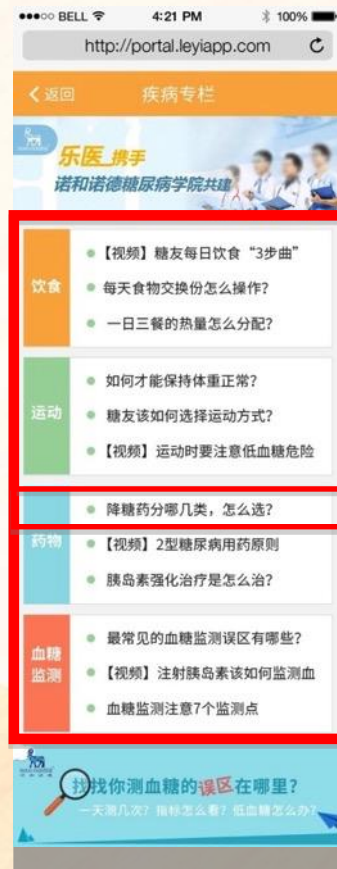 BELL 4:21 PM 100%
http://portal.leyiapp.com
返回 疾病专栏
乐医 携手
诺和诺德糖尿病学院共建
饮食
【视频】糖友每日饮食“3步曲”
每天食物交换份怎么操作？
一日三餐的热量怎么分配？
运动
如何才能保持体重正常？
糖友该如何选择运动方式？
【视频】运动时要注意低血糖危险
药物
降糖药分哪几类，怎么选？
【视频】2型糖尿病用药原则
胰岛素强化治疗是怎么治？
血糖
监测
最常见的血糖监测误区有哪些？
【视频】注射胰岛素该如何监测血
血糖监测注意7个监测点
找找你测血糖的误区在哪里？
一天测几次？指标怎么看？低血糖怎么办？